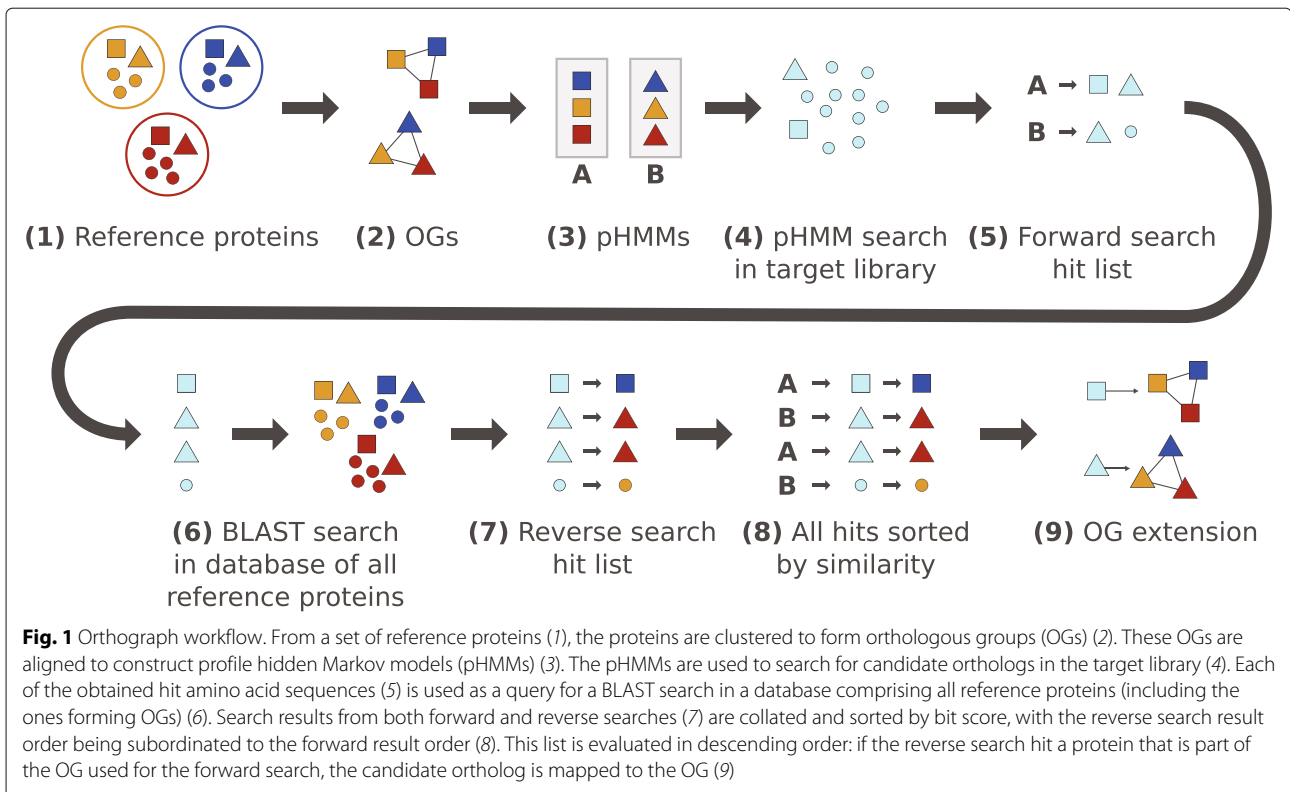 A B
A → 
B → 
(1) Reference proteins
(2) OGs
(3) pHMMs
(4) pHMM search
in target library
(5) Forward search
hit list
A → →
B → →
A → →
B → →
(6) BLAST search
in database of all
reference proteins
(7) Reverse search
hit list
(8) All hits sorted
by similarity
(9) OG extension
Fig. 1 Orthograph workflow. From a set of reference proteins (1), the proteins are clustered to form orthologous groups (OGs) (2). These OGs are
aligned to construct profile hidden Markov models (pHMMs) (3). The pHMMs are used to search for candidate orthologs in the target library (4). Each
of the obtained hit amino acid sequences (5) is used as a query for a BLAST search in a database comprising all reference proteins (including the
ones forming OGs) (6). Search results from both forward and reverse searches (7) are collated and sorted by bit score, with the reverse search result
order being subordinated to the forward result order (8). This list is evaluated in descending order: if the reverse search hit a protein that is part of
the OG used for the forward search, the candidate ortholog is mapped to the OG (9)